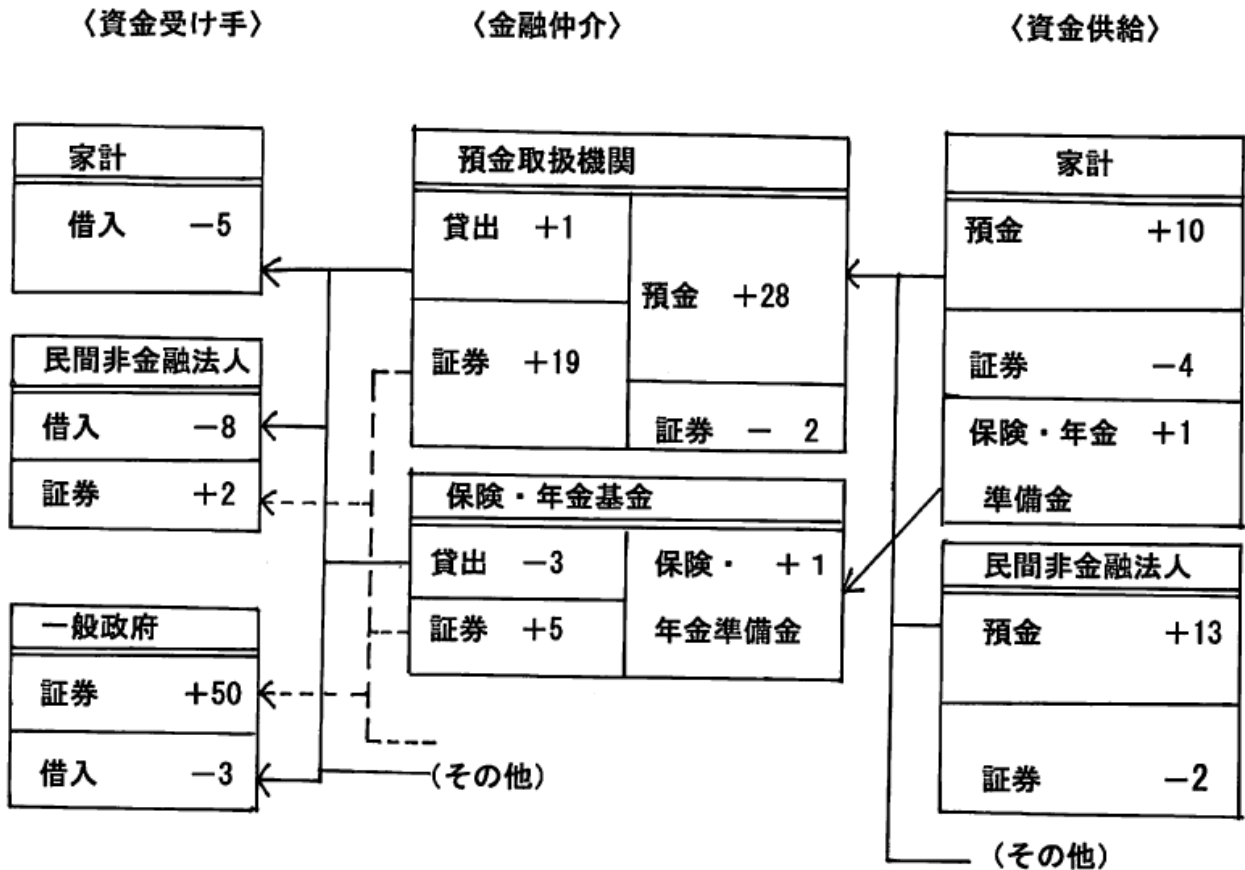 〈資金受け手〉
〈金融仲介〉
〈資金供給〉
家計
借入 －5
民間非金融法人
借入 －8
証券 ＋2
一般政府
証券 ＋50
借入 －3
預金取扱機関
貸出 ＋1
証券 ＋19
預金 ＋28
証券 － 2
保険・年金基金
貸出 －3
証券 ＋5
保険・ ＋1
年金準備金
(その他)
家計
預金 ＋10
証券 －4
保険・年金 ＋1
準備金
民間非金融法人
預金 ＋13
証券 －2
(その他)